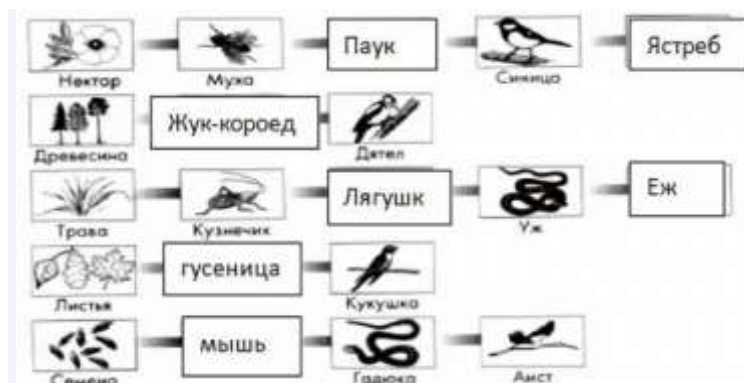 Нектор Муха Паук Синица Ястреб
Древесина Жук-короед Дятел
Трава Кузнечик Лягушк Уж Еж
Листья гусеница Кукушка
Семена мышь Гадюка Аист